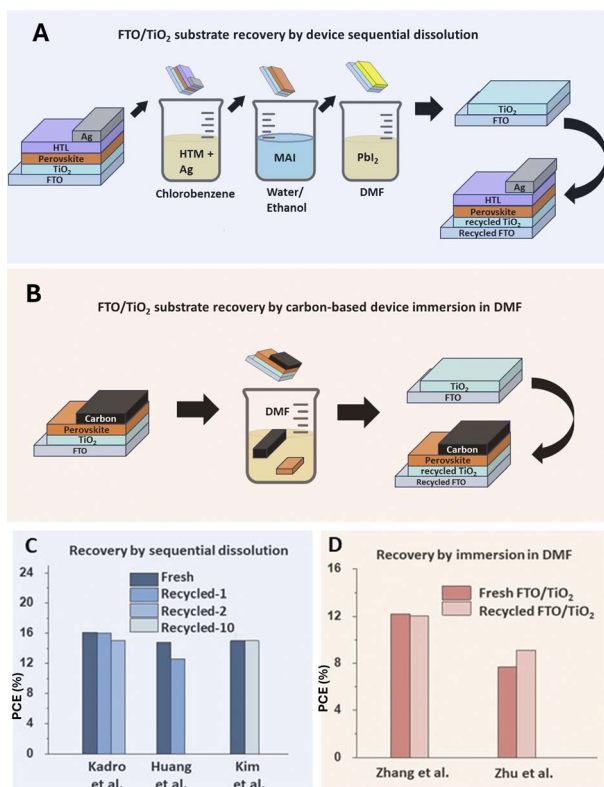 A
FTO/TiO₂ substrate recovery by device sequential dissolution
Ag
HTL
Perovskite
TiO₂
FTO
HTM +
Ag
Chlorobenzene
MAI
Water/
Ethanol
PbI₂
DMF
TiO₂
FTO
Ag
HTL
Perovskite
recycled TiO₂
Recycled FTO
B
FTO/TiO₂ substrate recovery by carbon-based device immersion in DMF
Carbon
Perovskite
TiO₂
FTO
DMF
TiO₂
FTO
Carbon
Perovskite
recycled TiO₂
Recycled FTO
C
Recovery by sequential dissolution
Fresh
Recycled-1
Recycled-2
Recycled-10
PCE (%)
24
20
16
12
8
4
0
Kadro
et al.
Huang
et al.
Kim
et al.
D
Recovery by immersion in DMF
Fresh FTO/TiO₂
Recycled FTO/TiO₂
PCE (%)
16
12
8
4
0
Zhang et al.
Zhu et al.